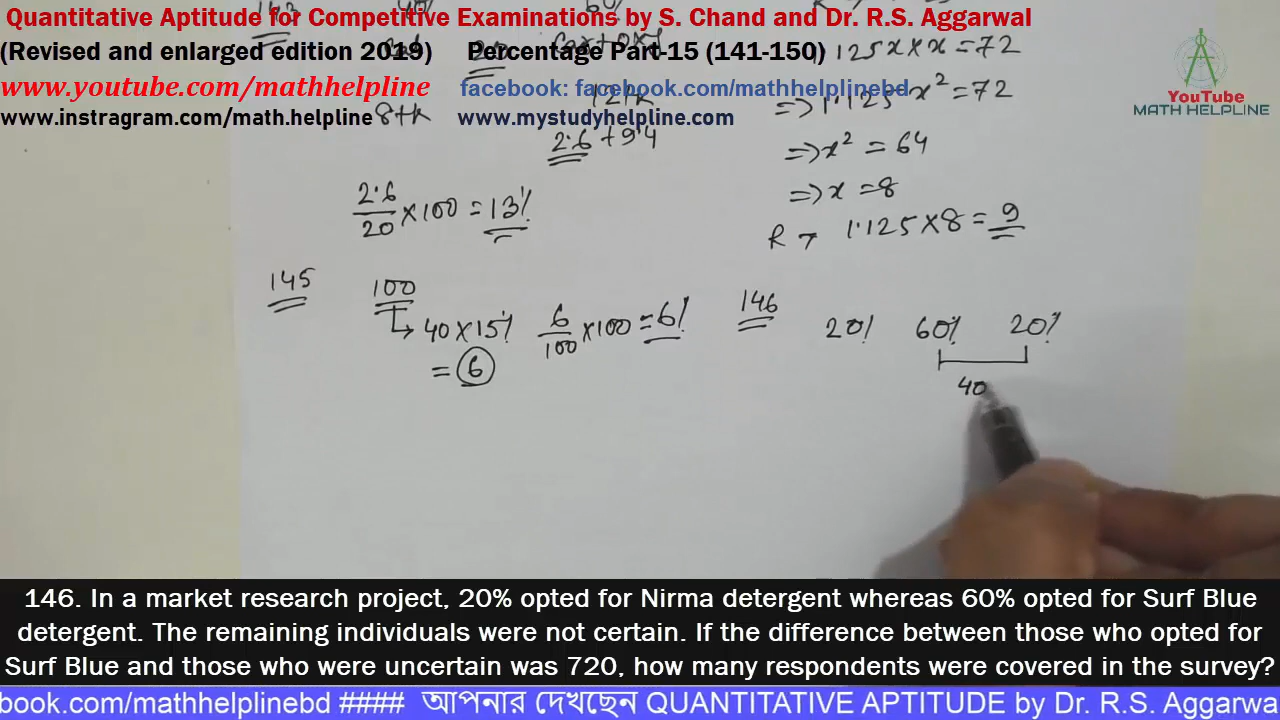 Quantitative Aptitude for Competitive Examinations by S. Chand and Dr. R.S. Aggarwal
(Revised and enlarged edition 2019) Percentage Part-15 (141-150)
125x × x = 72
www.youtube.com/mathhelpline facebook: facebook.com/mathhelplinebd
=> 1.125 x² = 72
www.instragram.com/math.helpline 8+k www.mystudyhelpline.com
12+k
YouTube
MATH HELPLINE
2.6 + 9.4
=> x² = 64
=> x = 8
2.6/20 × 100 = 13%
R → 1.125 × 8 = 9
145 100
40 × 15% 6/100 × 100 = 6%
= 6
146 20% 60% 20%
40
146. In a market research project, 20% opted for Nirma detergent whereas 60% opted for Surf Blue
detergent. The remaining individuals were not certain. If the difference between those who opted for
Surf Blue and those who were uncertain was 720, how many respondents were covered in the survey?
book.com/mathhelplinebd #### আপনার দেখছেন QUANTITATIVE APTITUDE by Dr. R.S. Aggarwa